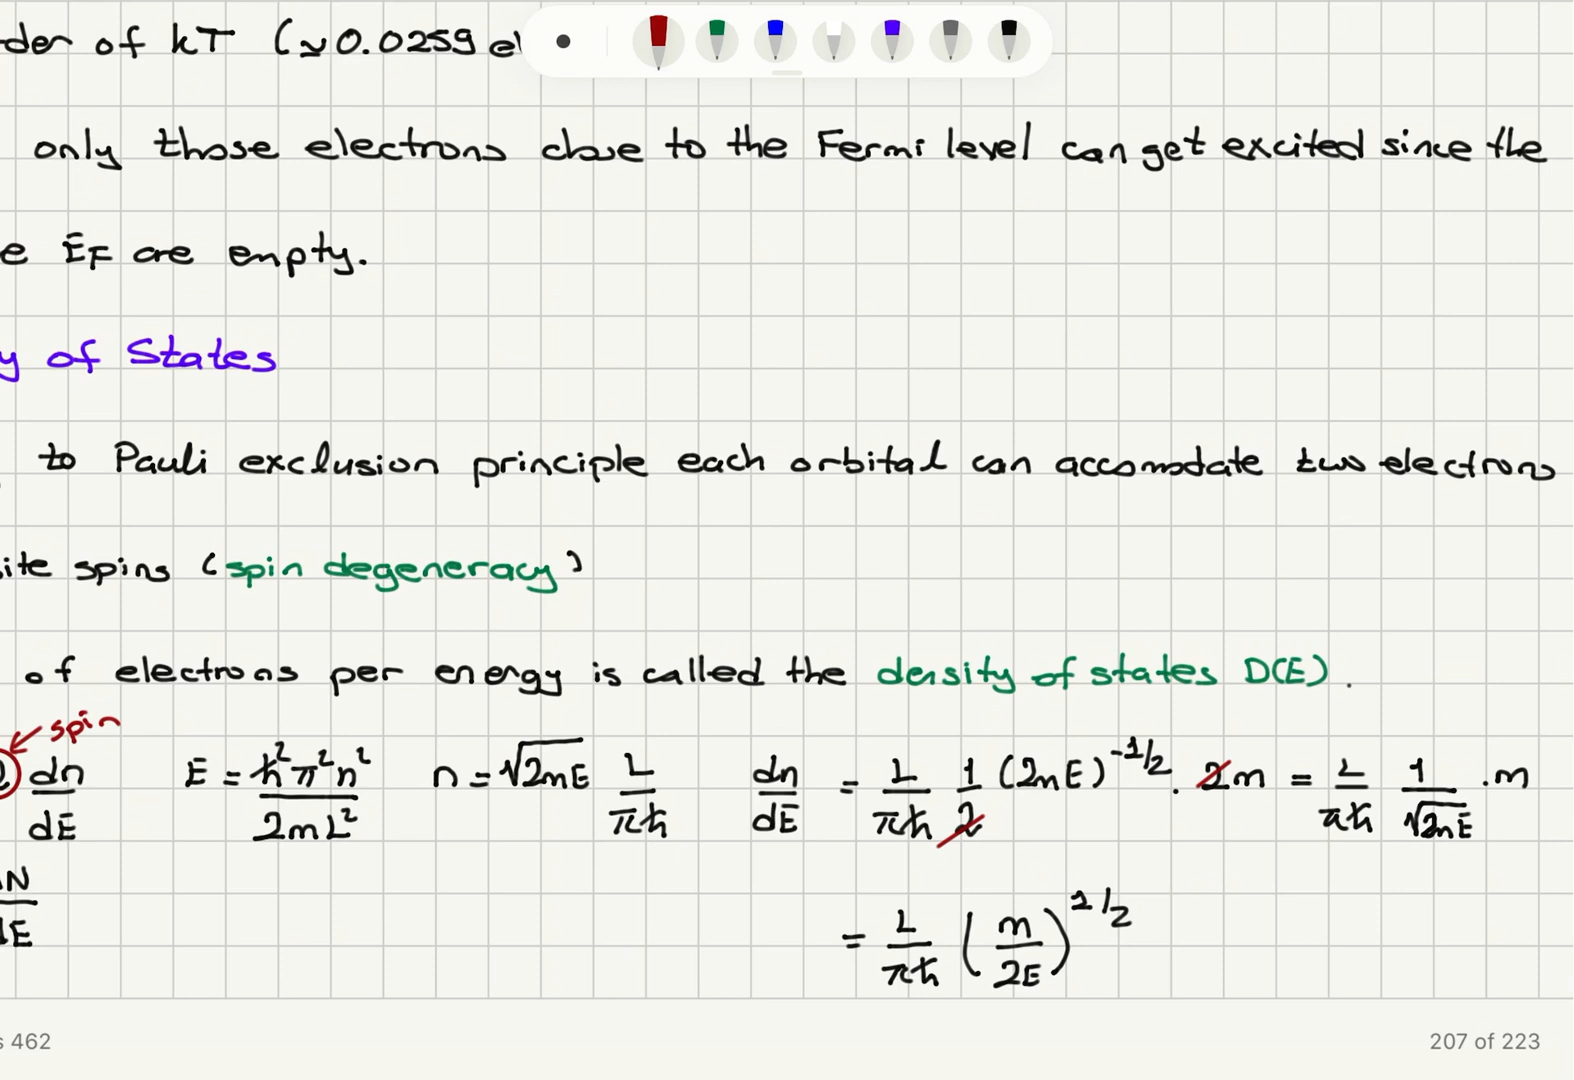 der of kT (≈0.0259 e
only those electrons close to the Fermi level can get excited since the
e EF are empty.
y of States
to Pauli exclusion principle each orbital can accomodate two electrons
ite spins (spin degeneracy)
of electrons per energy is called the density of states D(E).
spin
2 dn/dE E = ħ²π²n²/2mL² n = √2mE L/πħ dn/dE = L/πħ 1/2 (2mE)^-1/2 . 2m = L/πħ 1/√2mE .m
N/dE
= L/πħ (m/2E)^1/2
s 462
207 of 223